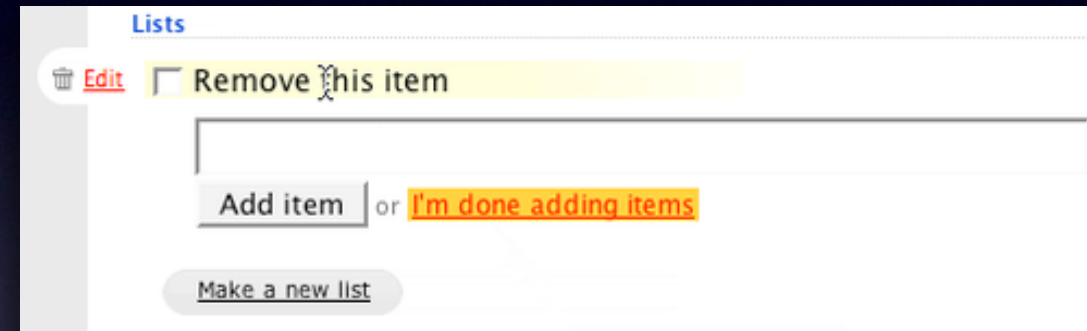 Lists
Edit Remove this item
Add item or I'm done adding items
Make a new list